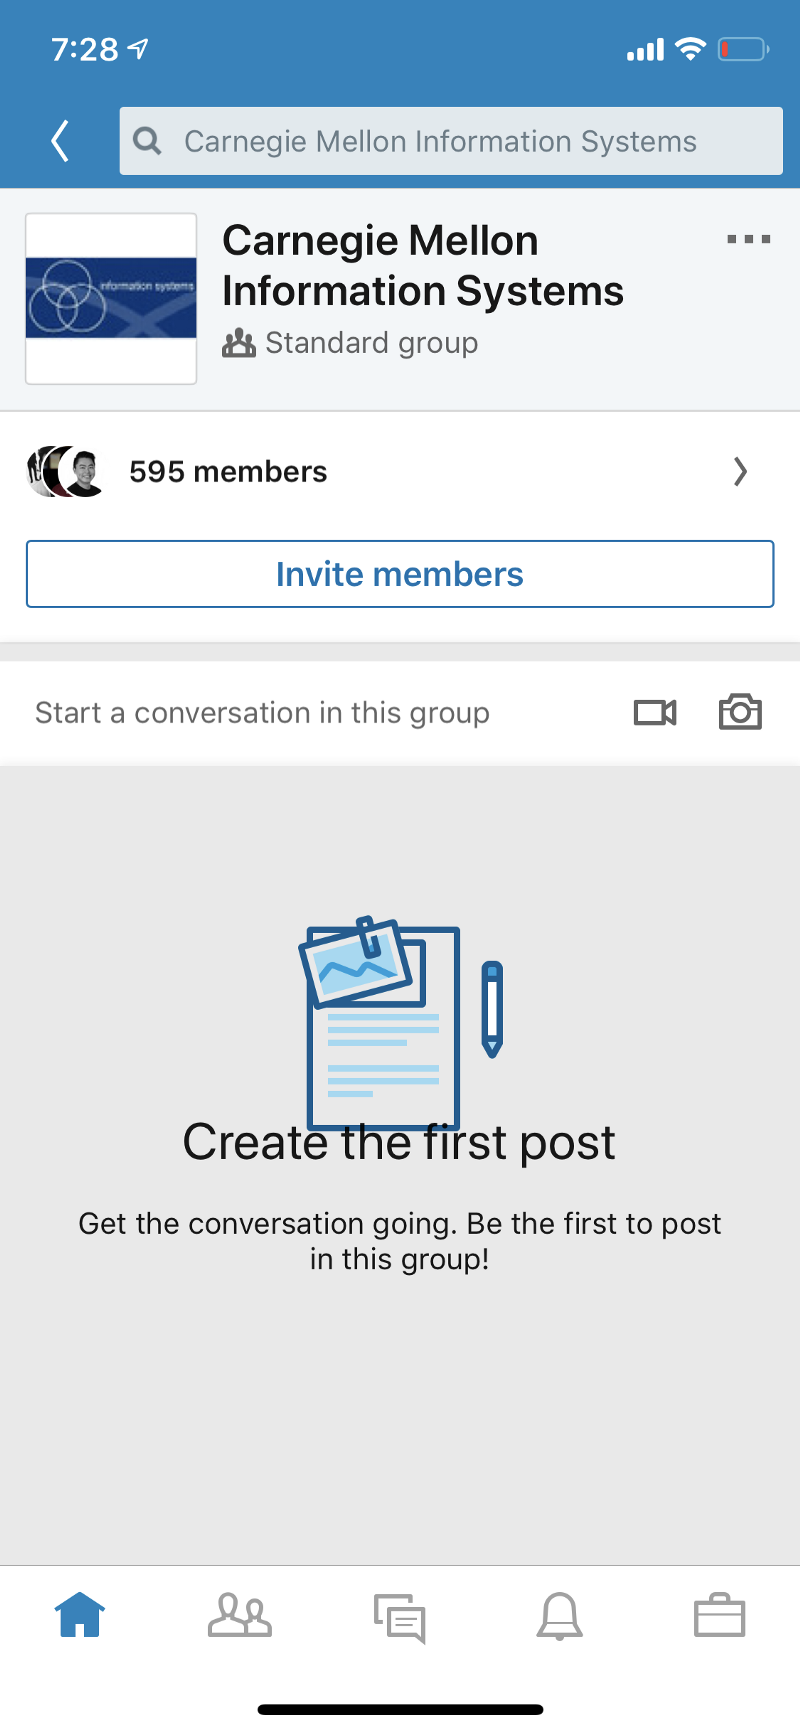 7:28
Carnegie Mellon Information Systems
information systems
Carnegie Mellon
Information Systems
Standard group
595 members
Invite members
Start a conversation in this group
Create the first post
Get the conversation going. Be the first to post
in this group!